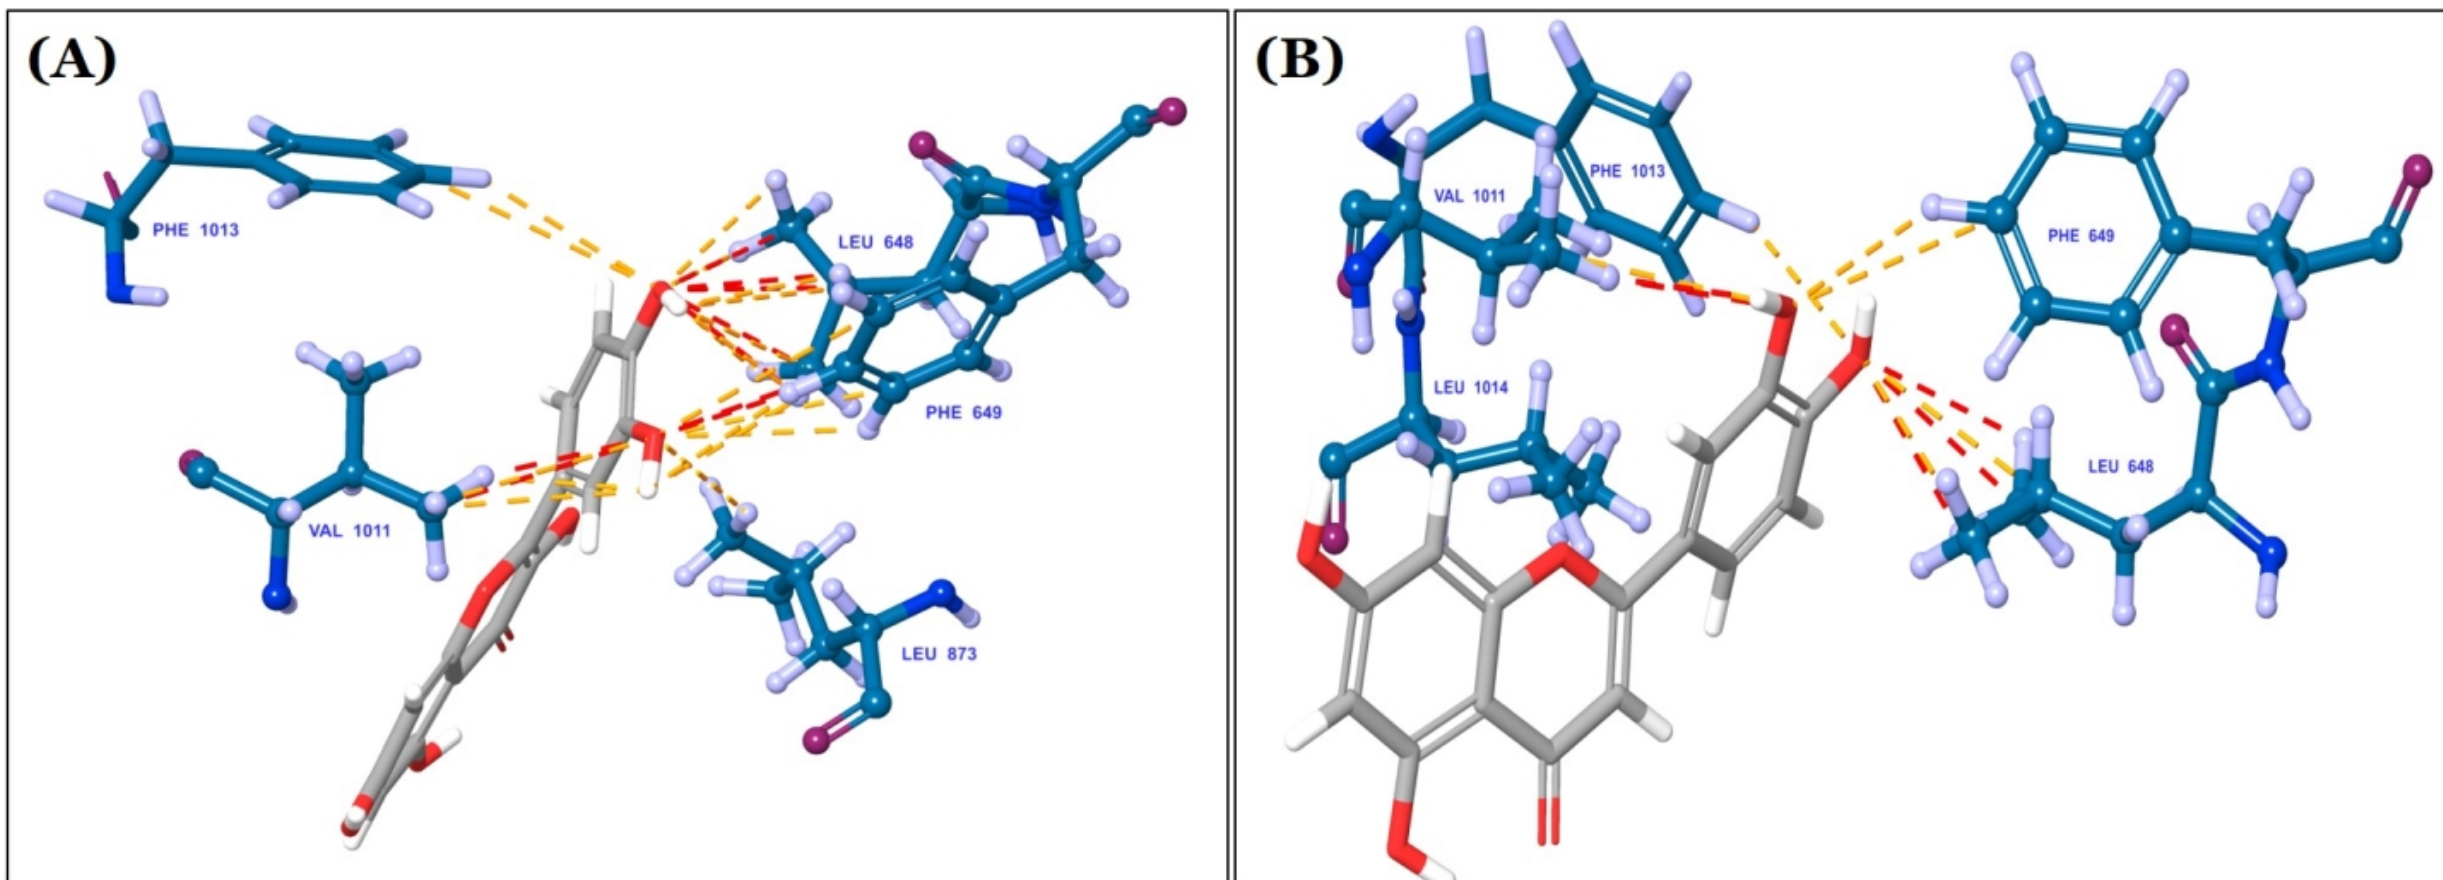 (A)
PHE 1013
LEU 648
PHE 649
VAL 1011
LEU 873
(B)
PHE 1013
VAL 1011
PHE 649
LEU 1014
LEU 648